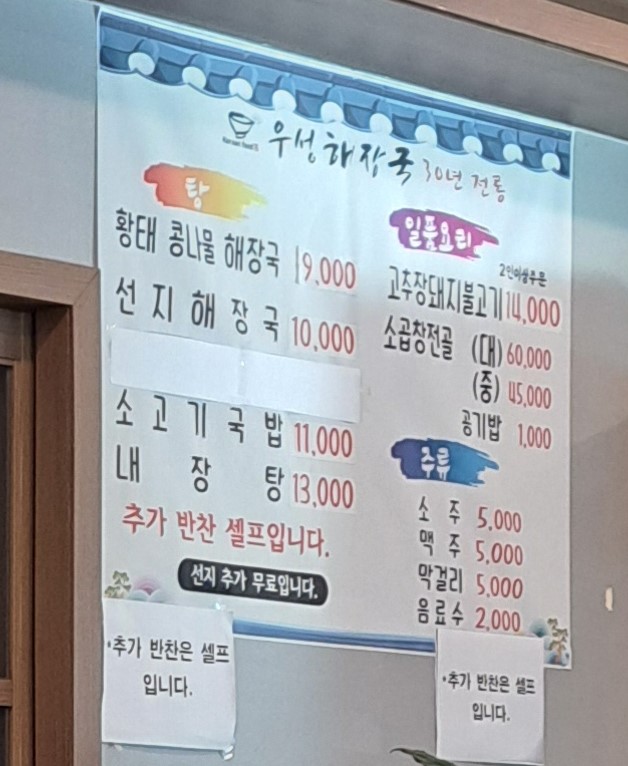 우성해장국 30년 전통
탕
황태 콩나물 해장국 9,000
선지해장국 10,000
소고기국밥 11,000
내장탕 13,000
추가 반찬 셀프입니다.
선지 추가 무료입니다.
일품요리
2인이상주문
고추장돼지불고기 14,000
소곱창전골 (대) 60,000
(중) 45,000
공기밥 1,000
주류
소주 5,000
맥주 5,000
막걸리 5,000
음료수 2,000
•추가 반찬은 셀프
입니다.
•추가 반찬은 셀프
입니다.